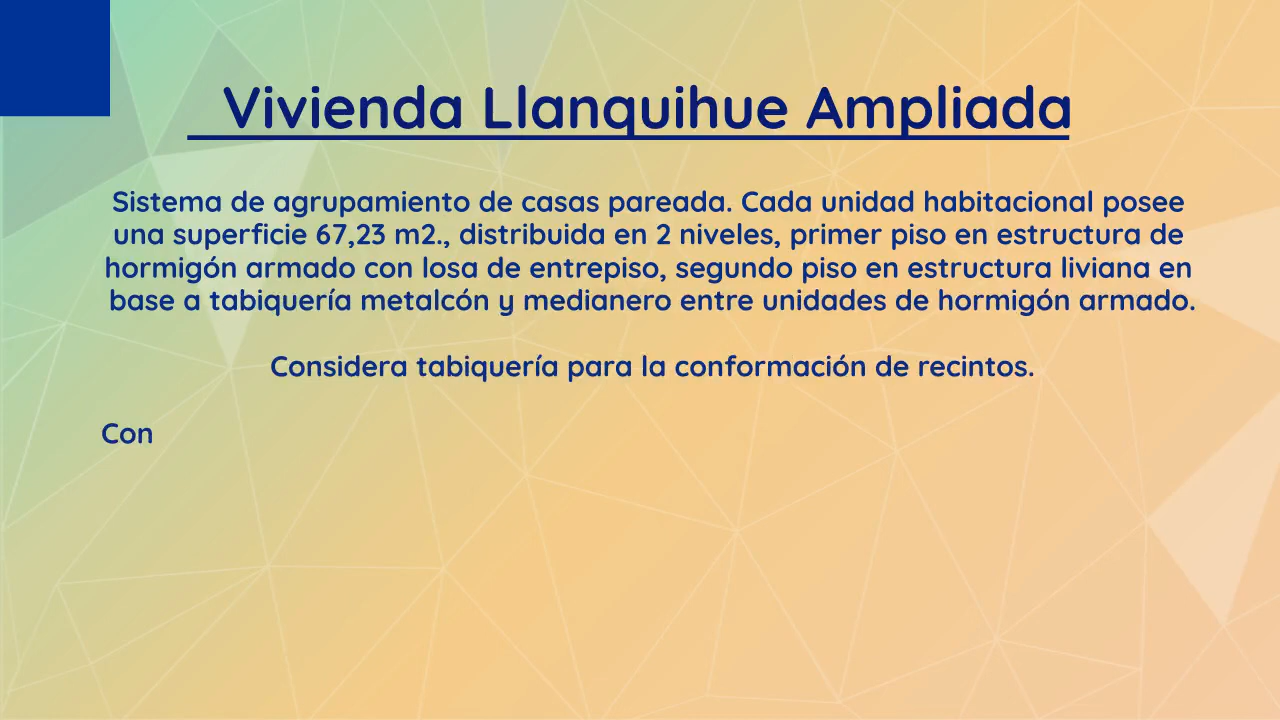 Vivienda Llanquihue Ampliada
Sistema de agrupamiento de casas pareada. Cada unidad habitacional posee
una superficie 67,23 m2., distribuida en 2 niveles, primer piso en estructura de
hormigón armado con losa de entrepiso, segundo piso en estructura liviana en
base a tabiquería metalcón y medianero entre unidades de hormigón armado.
Considera tabiquería para la conformación de recintos.
Con